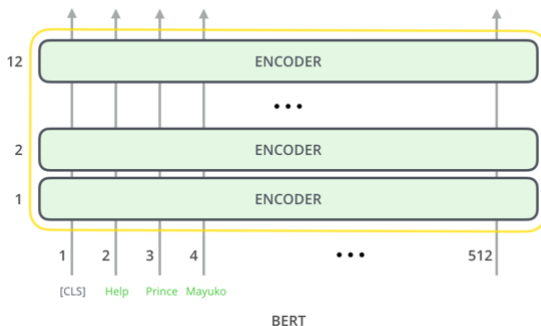 12 ENCODER
...
2 ENCODER
1 ENCODER
1 2 3 4 ... 512
[CLS] Help Prince Mayuko
BERT